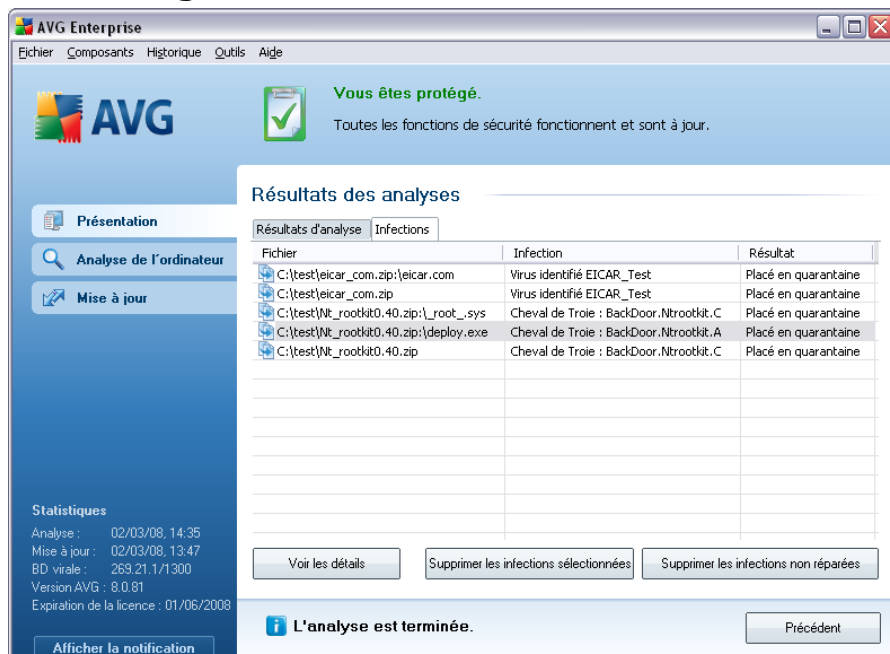 AVG Enterprise
Fichier Composants Historique Outils Aide
AVG
Vous êtes protégé.
Toutes les fonctions de sécurité fonctionnent et sont à jour.
Présentation
Analyse de l'ordinateur
Mise à jour
Résultats des analyses
Résultats d'analyse Infections
Fichier Infection Résultat
C:\test\eicar_com.zip:\eicar.com Virus identifié EICAR_Test Placé en quarantaine
C:\test\eicar_com.zip Virus identifié EICAR_Test Placé en quarantaine
C:\test\Nt_rootkit0.40.zip:\_root_.sys Cheval de Troie : BackDoor.Ntrootkit.C Placé en quarantaine
C:\test\Nt_rootkit0.40.zip:\deploy.exe Cheval de Troie : BackDoor.Ntrootkit.A Placé en quarantaine
C:\test\Nt_rootkit0.40.zip Cheval de Troie : BackDoor.Ntrootkit.C Placé en quarantaine
Voir les détails Supprimer les infections sélectionnées Supprimer les infections non réparées
Statistiques
Analyse : 02/03/08, 14:35
Mise à jour : 02/03/08, 13:47
BD virale : 269.21.1/1300
Version AVG : 8.0.81
Expiration de la licence : 01/06/2008
Afficher la notification
L'analyse est terminée.
Précédent